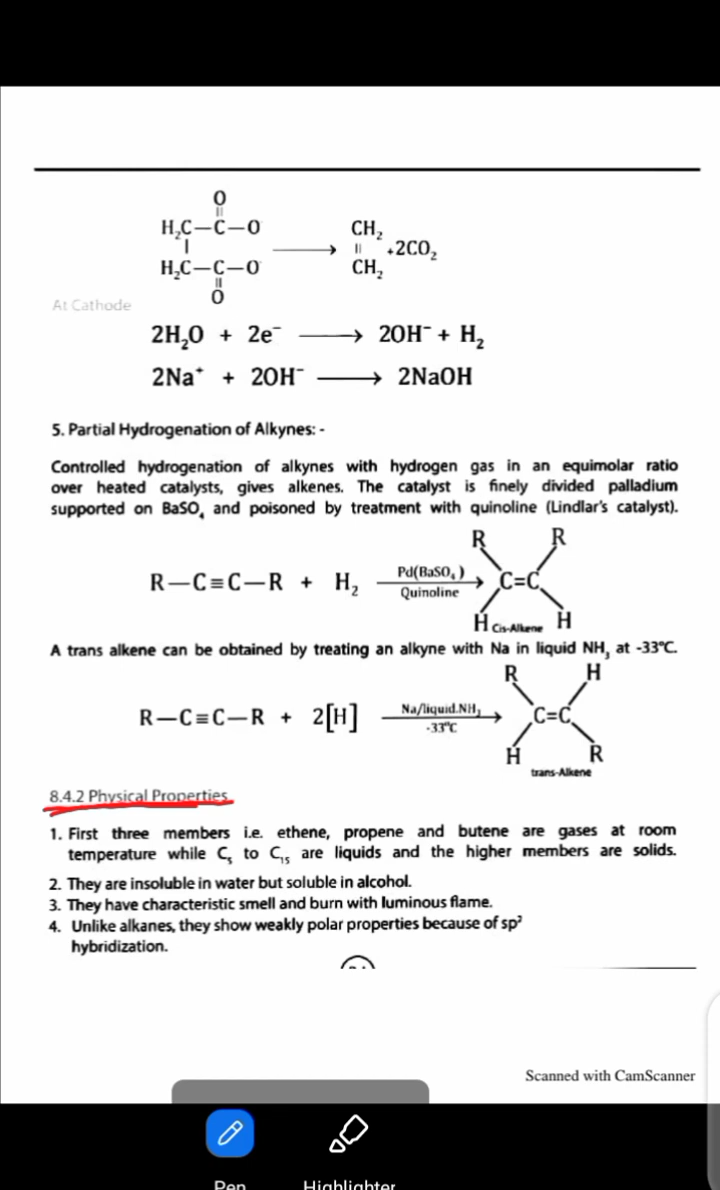 O
||
H₂C—C—O⁻
|
H₂C—C—O⁻
||
O
⟶ CH₂
||
CH₂
+2CO₂
At Cathode
2H₂O + 2e⁻ ⟶ 2OH⁻ + H₂
2Na⁺ + 2OH⁻ ⟶ 2NaOH
5. Partial Hydrogenation of Alkynes: -
Controlled hydrogenation of alkynes with hydrogen gas in an equimolar ratio
over heated catalysts, gives alkenes. The catalyst is finely divided palladium
supported on BaSO₄ and poisoned by treatment with quinoline (Lindlar's catalyst).
R R
R—C≡C—R + H₂ Pd(BaSO₄) ⟶ C=C
Quinoline
H Cis-Alkene H
A trans alkene can be obtained by treating an alkyne with Na in liquid NH₃ at -33°C.
R H
R—C≡C—R + 2[H] Na/liquid.NH₃ ⟶ C=C
-33°C
H R
trans-Alkene
8.4.2 Physical Properties
1. First three members i.e. ethene, propene and butene are gases at room
temperature while C₅ to C₁₅ are liquids and the higher members are solids.
2. They are insoluble in water but soluble in alcohol.
3. They have characteristic smell and burn with luminous flame.
4. Unlike alkanes, they show weakly polar properties because of sp²
hybridization.
Scanned with CamScanner
Pen Highlighter